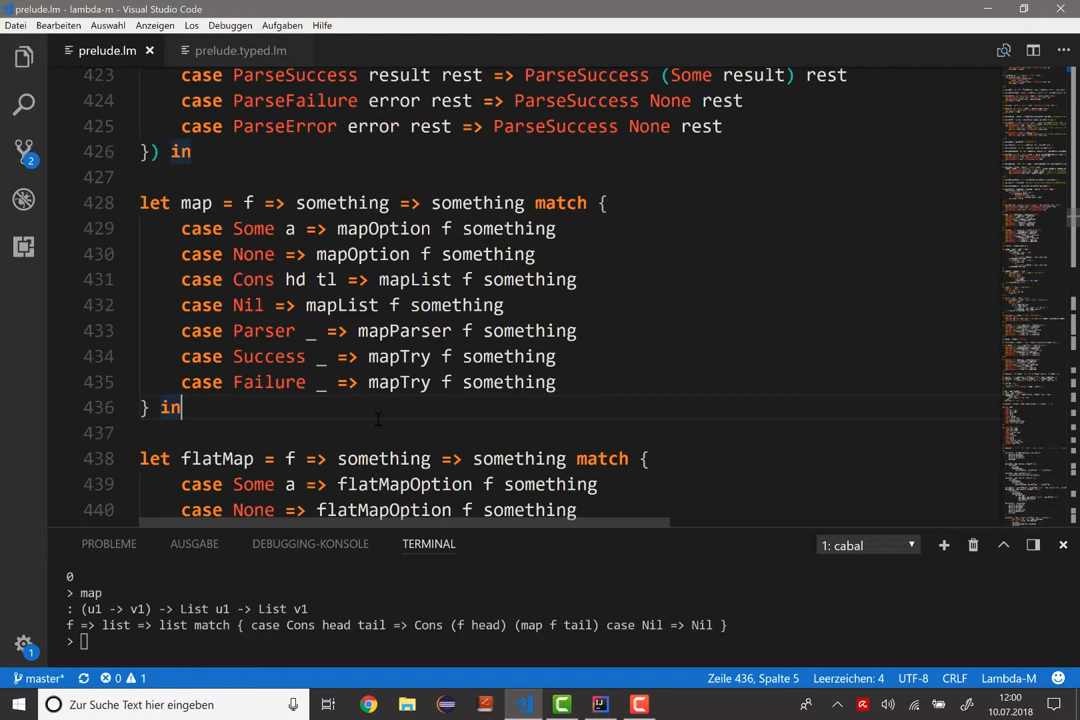 prelude.lm - lambda-m - Visual Studio Code
Datei Bearbeiten Auswahl Anzeigen Los Debuggen Aufgaben Hilfe
prelude.lm prelude.typed.lm
423 case ParseSuccess result rest => ParseSuccess (Some result) rest
424 case ParseFailure error rest => ParseSuccess None rest
425 case ParseError error rest => ParseSuccess None rest
426 }) in
427
428 let map = f => something => something match {
429 case Some a => mapOption f something
430 case None => mapOption f something
431 case Cons hd tl => mapList f something
432 case Nil => mapList f something
433 case Parser _ => mapParser f something
434 case Success _ => mapTry f something
435 case Failure _ => mapTry f something
436 } in
437
438 let flatMap = f => something => something match {
439 case Some a => flatMapOption f something
440 case None => flatMapOption f something
2
PROBLEME AUSGABE DEBUGGING-KONSOLE TERMINAL 1: cabal
0
> map
: (u1 -> v1) -> List u1 -> List v1
f => list => list match { case Cons head tail => Cons (f head) (map f tail) case Nil => Nil }
>
1
master* 0 1 Zeile 436, Spalte 5 Leerzeichen: 4 UTF-8 CRLF Lambda-M
Zur Suche Text hier eingeben
12:00
10.07.2018